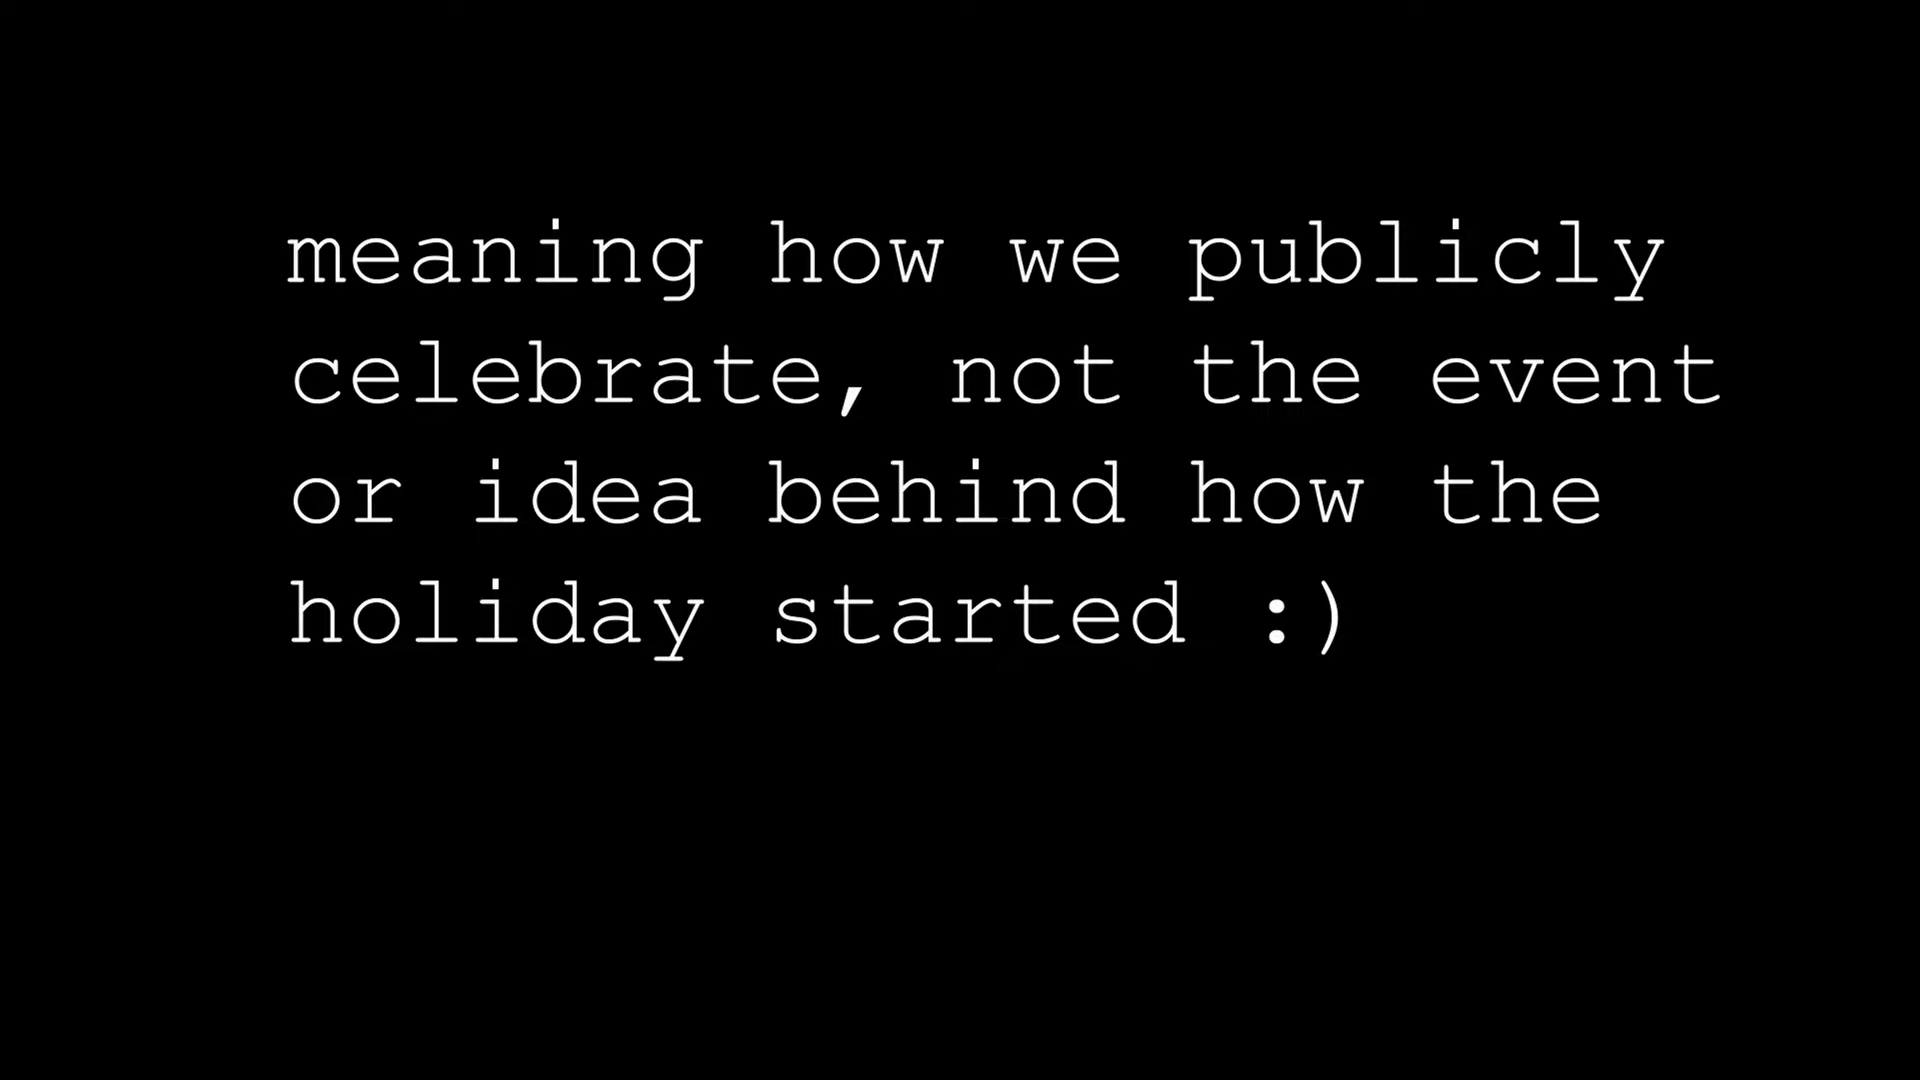 meaning how we publicly
celebrate, not the event
or idea behind how the
holiday started :)